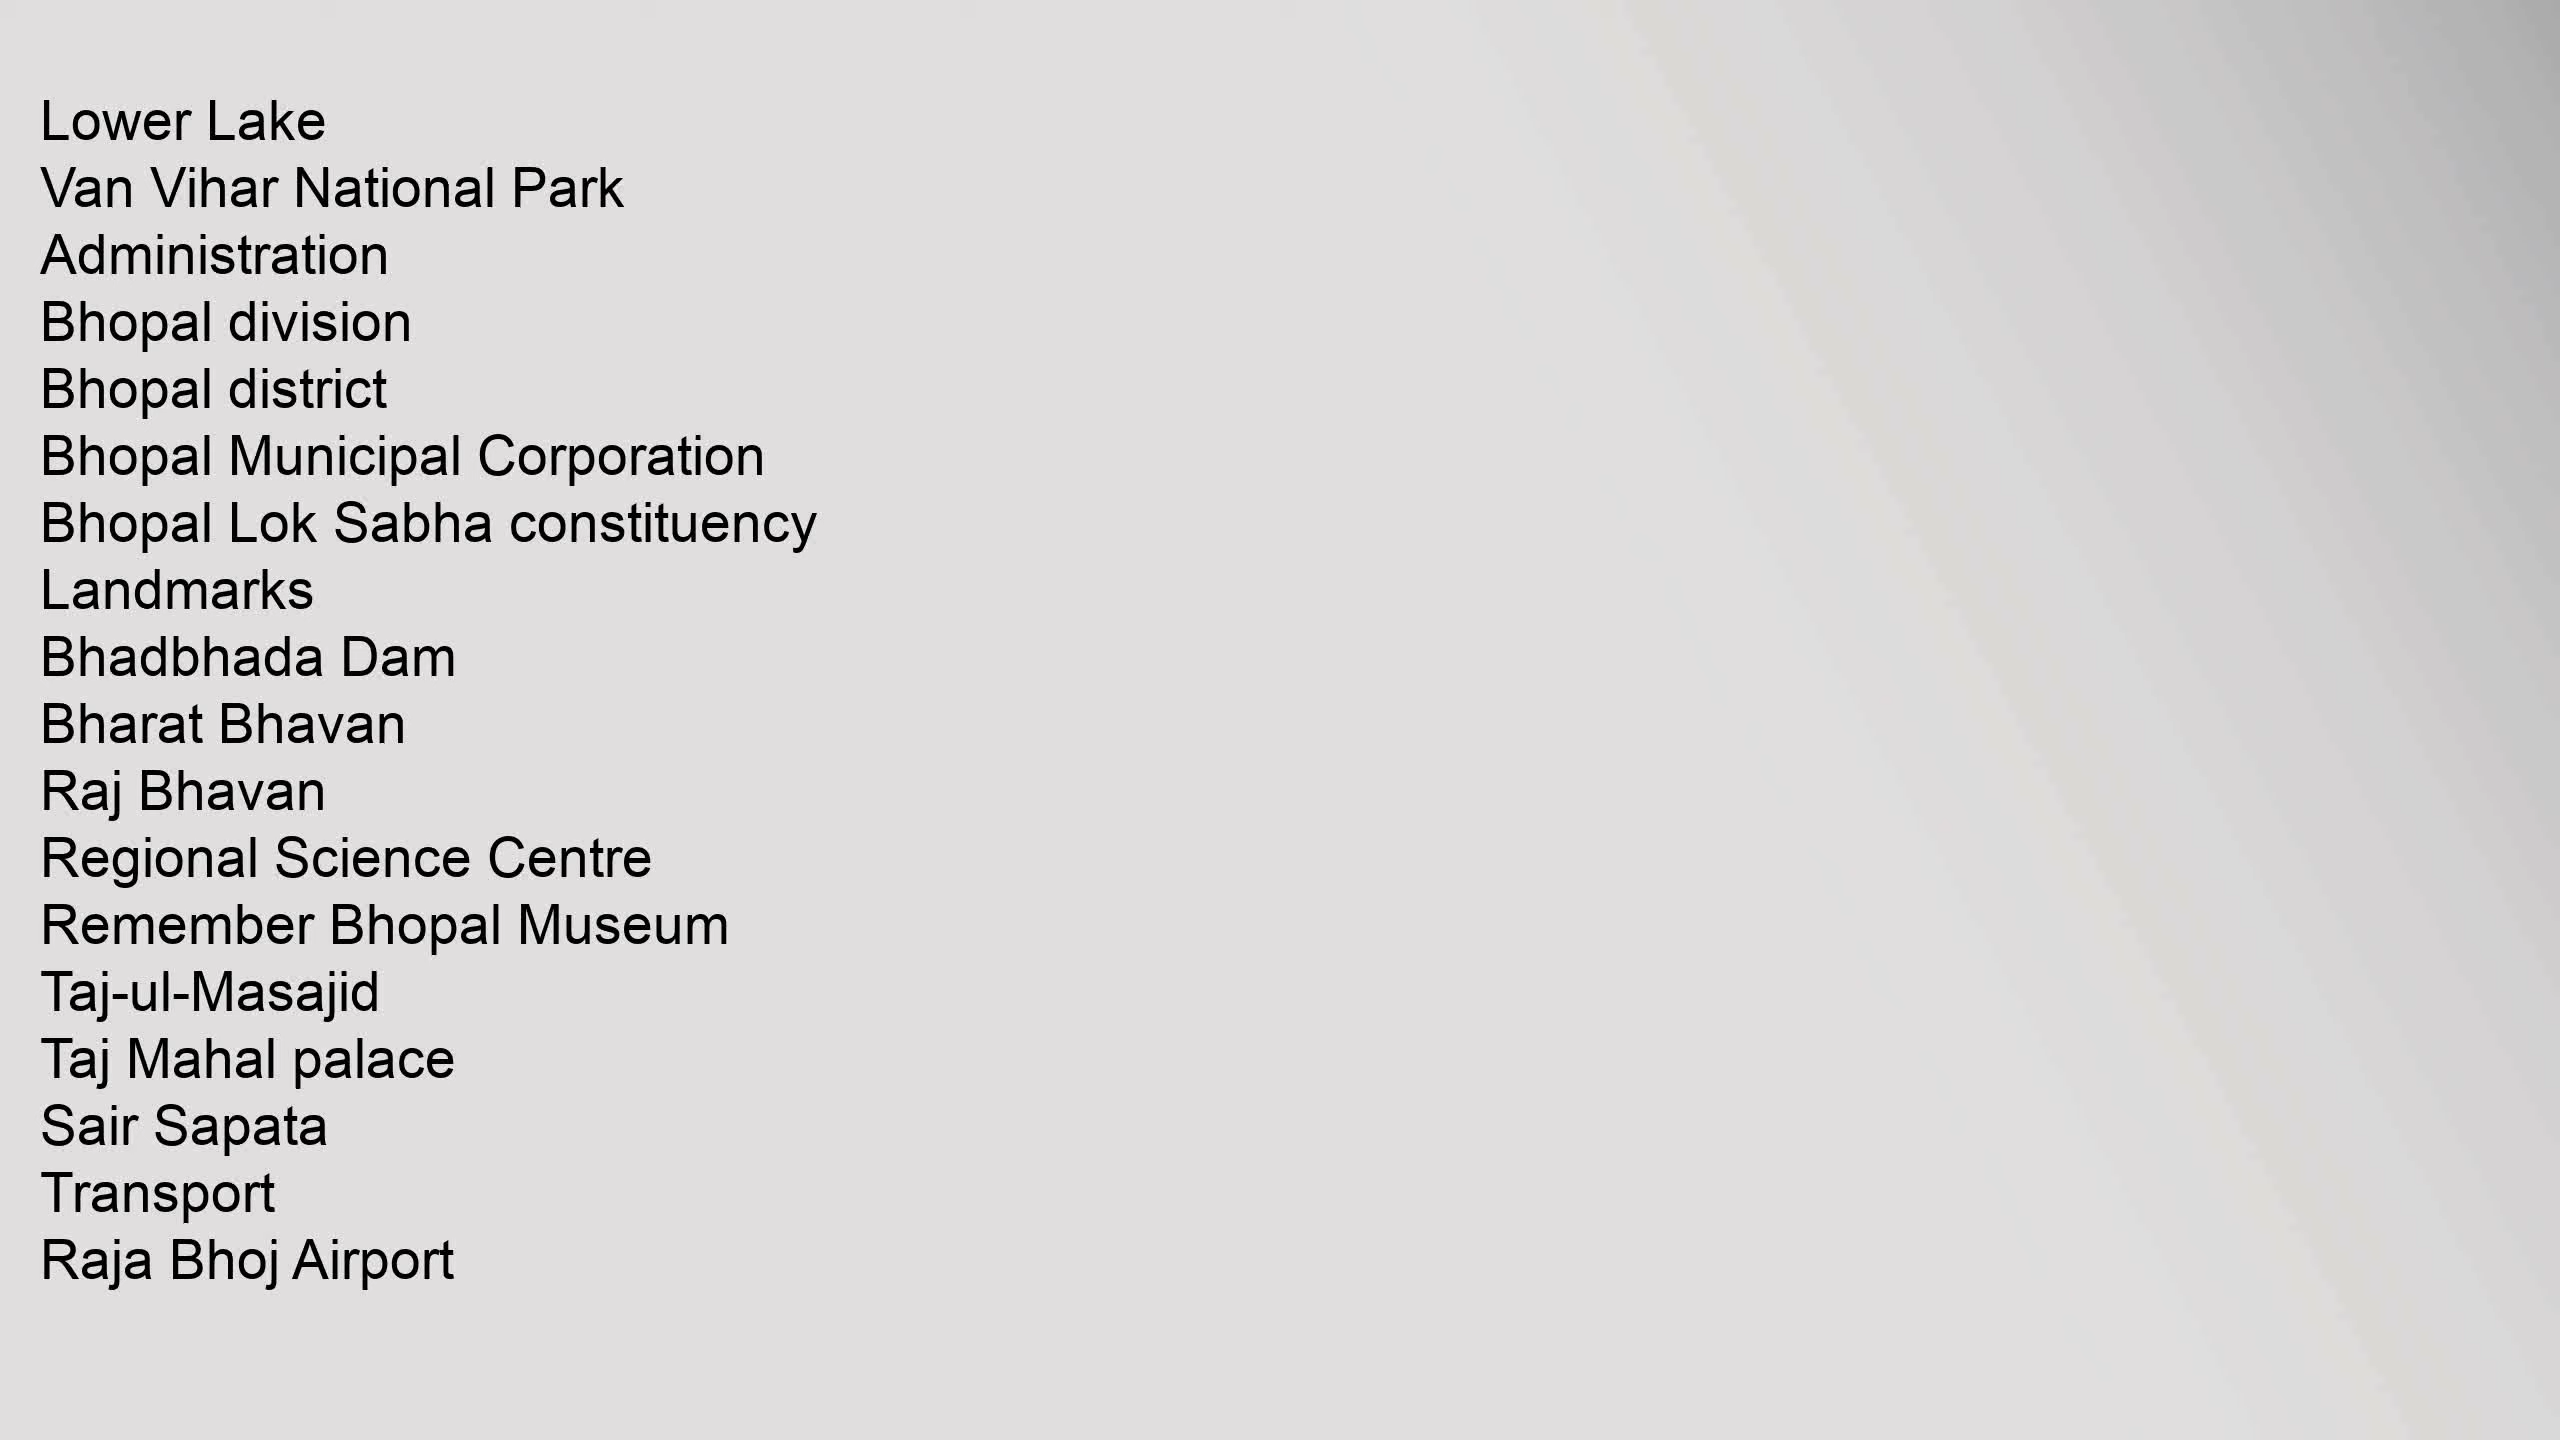 Lower Lake
Van Vihar National Park
Administration
Bhopal division
Bhopal district
Bhopal Municipal Corporation
Bhopal Lok Sabha constituency
Landmarks
Bhadbhada Dam
Bharat Bhavan
Raj Bhavan
Regional Science Centre
Remember Bhopal Museum
Taj-ul-Masajid
Taj Mahal palace
Sair Sapata
Transport
Raja Bhoj Airport